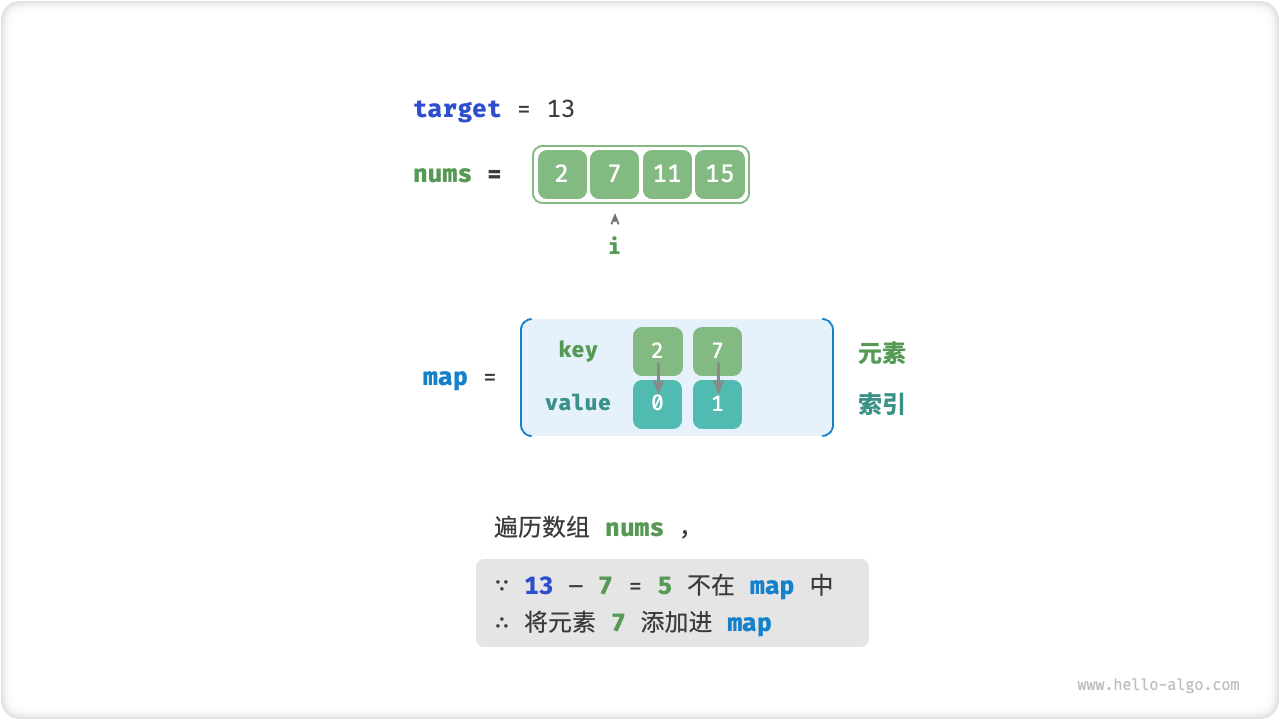 target = 13
nums = 2 7 11 15
i
map = key 2 7 元素
value 0 1 索引
遍历数组 nums ，
∵ 13 − 7 = 5 不在 map 中
∴ 将元素 7 添加进 map
www.hello-algo.com